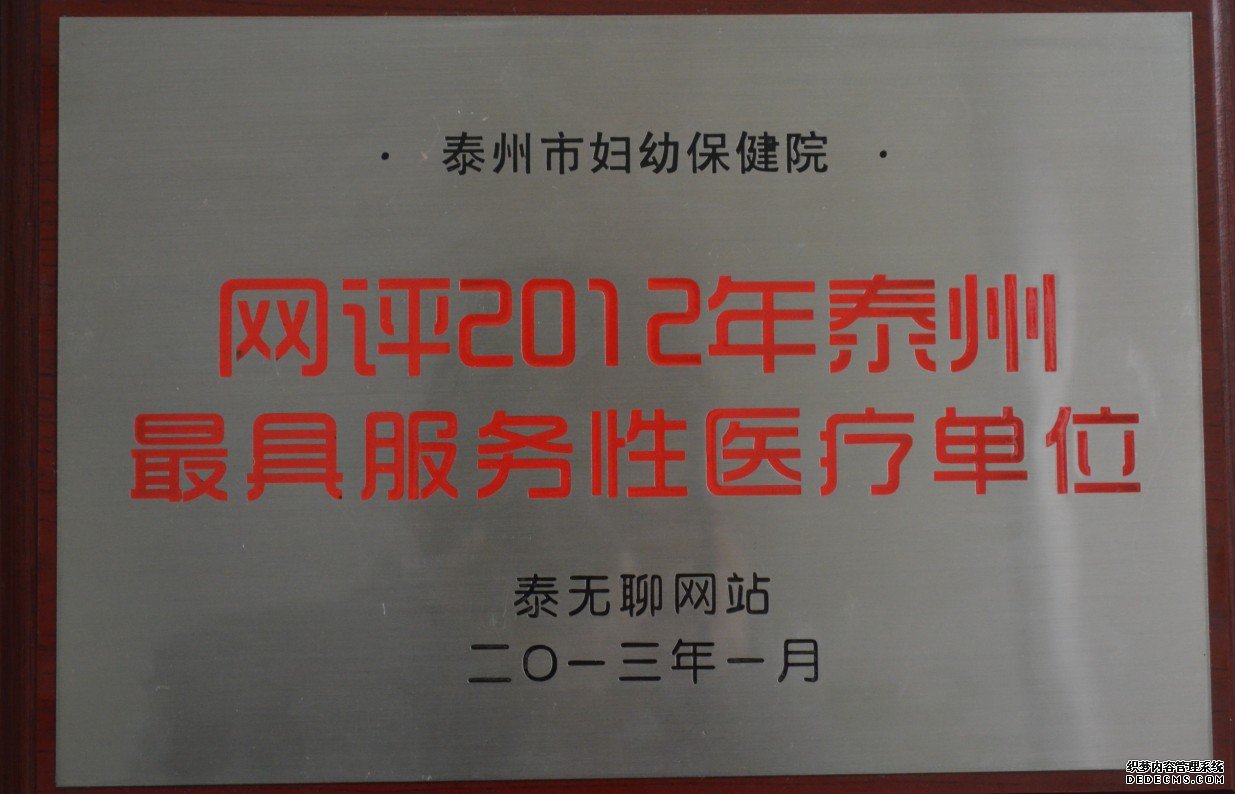 · 泰州市妇幼保健院 ·
网评2012年泰州
最具服务性医疗单位
泰无聊网站
二〇一三年一月
织梦内容管理系统
DEDECMS.COM